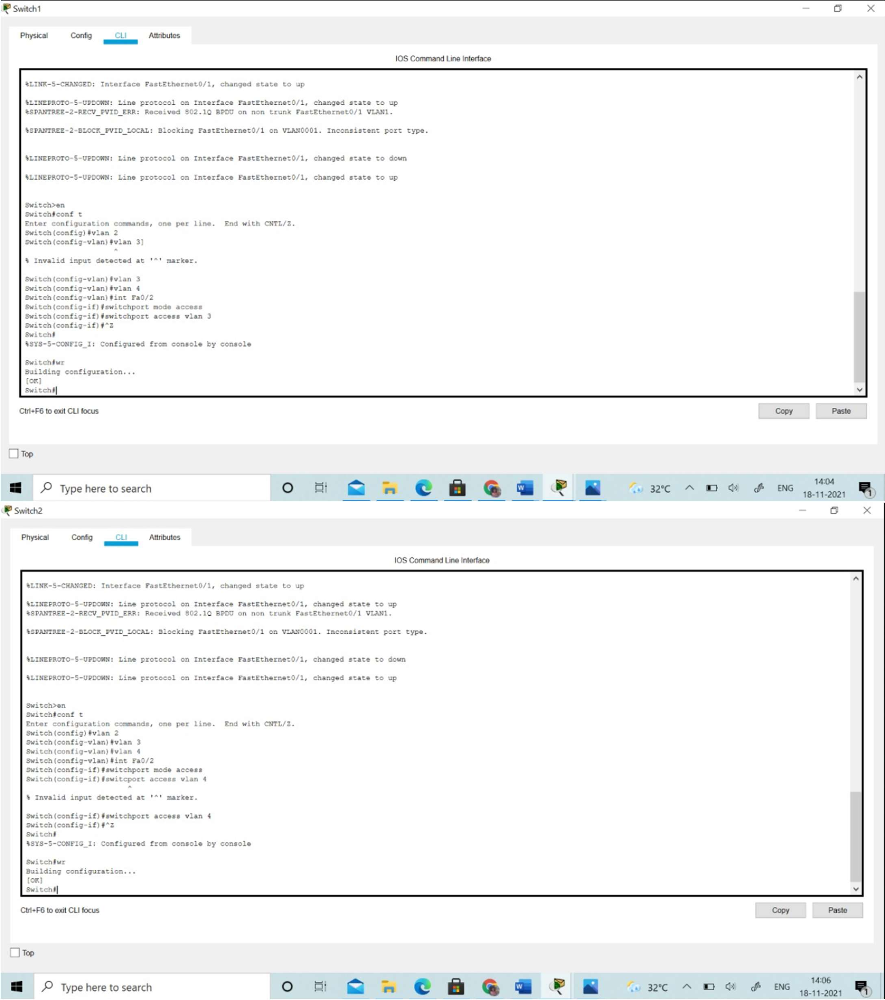 Switch1
Physical Config CLI Attributes
IOS Command Line Interface
%LINK-5-CHANGED: Interface FastEthernet0/1, changed state to up
%LINEPROTO-5-UPDOWN: Line protocol on Interface FastEthernet0/1, changed state to up
%SPANTREE-2-RECV_PVID_ERR: Received 802.1Q BPDU on non trunk FastEthernet0/1 VLAN1.
%SPANTREE-2-BLOCK_PVID_LOCAL: Blocking FastEthernet0/1 on VLAN0001. Inconsistent port type.
%LINEPROTO-5-UPDOWN: Line protocol on Interface FastEthernet0/1, changed state to down
%LINEPROTO-5-UPDOWN: Line protocol on Interface FastEthernet0/1, changed state to up
Switch>en
Switch#conf t
Enter configuration commands, one per line.  End with CNTL/Z.
Switch(config)#vlan 2
Switch(config-vlan)#vlan 3]
^
% Invalid input detected at '^' marker.
Switch(config-vlan)#vlan 3
Switch(config-vlan)#vlan 4
Switch(config-vlan)#int Fa0/2
Switch(config-if)#switchport mode access
Switch(config-if)#switchport access vlan 3
Switch(config-if)#^Z
Switch#
%SYS-5-CONFIG_I: Configured from console by console
Switch#wr
Building configuration...
[OK]
Switch#
Ctrl+F6 to exit CLI focus
Copy Paste
Top
Type here to search
32°C ENG 14:04
18-11-2021
1
Switch2
Physical Config CLI Attributes
IOS Command Line Interface
%LINK-5-CHANGED: Interface FastEthernet0/1, changed state to up
%LINEPROTO-5-UPDOWN: Line protocol on Interface FastEthernet0/1, changed state to up
%SPANTREE-2-RECV_PVID_ERR: Received 802.1Q BPDU on non trunk FastEthernet0/1 VLAN1.
%SPANTREE-2-BLOCK_PVID_LOCAL: Blocking FastEthernet0/1 on VLAN0001. Inconsistent port type.
%LINEPROTO-5-UPDOWN: Line protocol on Interface FastEthernet0/1, changed state to down
%LINEPROTO-5-UPDOWN: Line protocol on Interface FastEthernet0/1, changed state to up
Switch>en
Switch#conf t
Enter configuration commands, one per line.  End with CNTL/Z.
Switch(config)#vlan 2
Switch(config-vlan)#vlan 3
Switch(config-vlan)#vlan 4
Switch(config-vlan)#int Fa0/2
Switch(config-if)#switchport mode access
Switch(config-if)#switcport access vlan 4
^
% Invalid input detected at '^' marker.
Switch(config-if)#switchport access vlan 4
Switch(config-if)#^Z
Switch#
%SYS-5-CONFIG_I: Configured from console by console
Switch#wr
Building configuration...
[OK]
Switch#
Ctrl+F6 to exit CLI focus
Copy Paste
Top
Type here to search
32°C ENG 14:06
18-11-2021
1